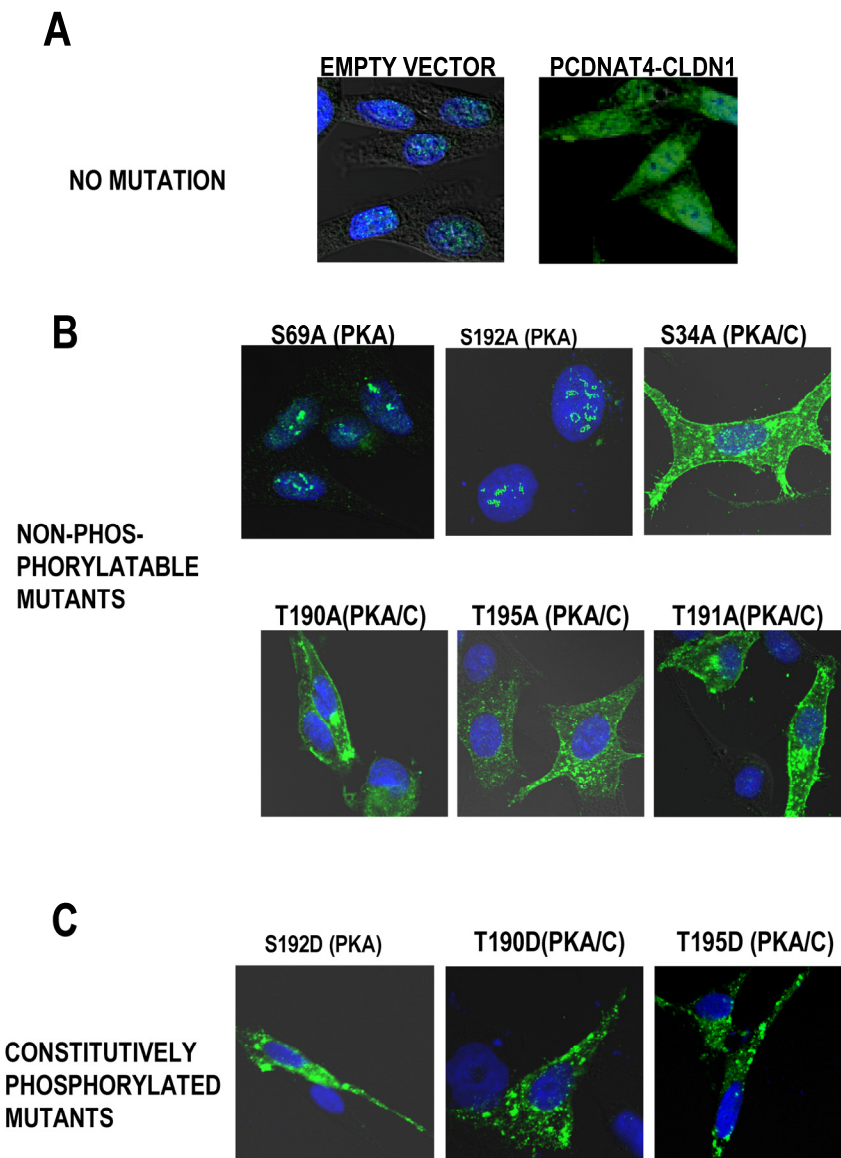 A
EMPTY VECTOR
PCDNAT4-CLDN1
NO MUTATION
B
S69A (PKA)
S192A (PKA)
S34A (PKA/C)
NON-PHOS-
PHORYLATABLE
MUTANTS
T190A(PKA/C)
T195A (PKA/C)
T191A(PKA/C)
C
S192D (PKA)
T190D(PKA/C)
T195D (PKA/C)
CONSTITUTIVELY
PHOSPHORYLATED
MUTANTS